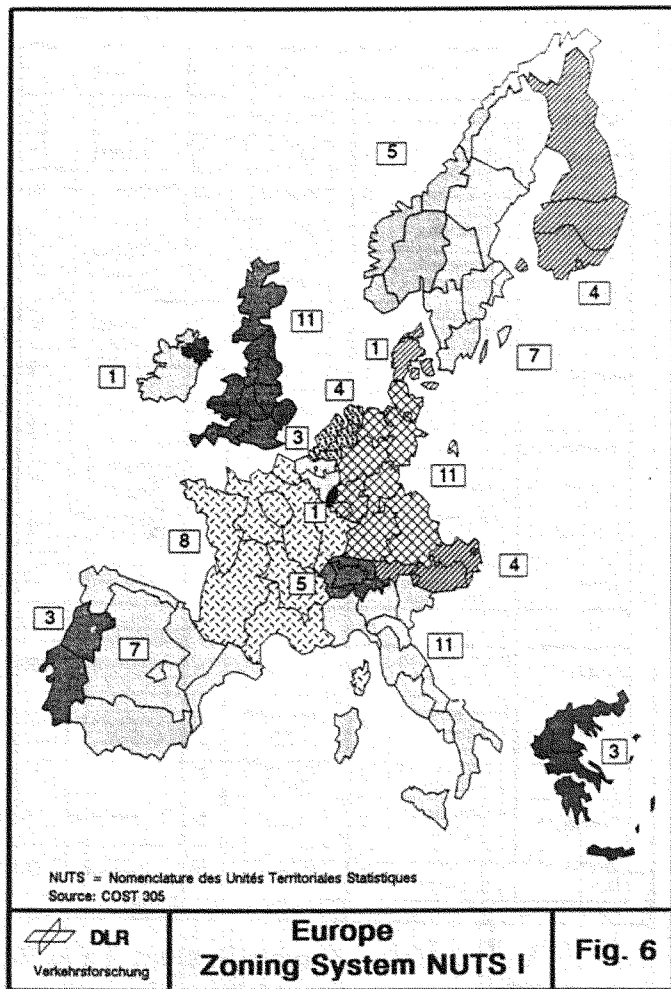 5
4
11
1
7
1
4
3
11
1
8
4
5
3
7
11
3
NUTS = Nomenclature des Unités Territoriales Statistiques
Source: COST 305
DLR
Verkehrsforschung
Europe
Zoning System NUTS I
Fig. 6